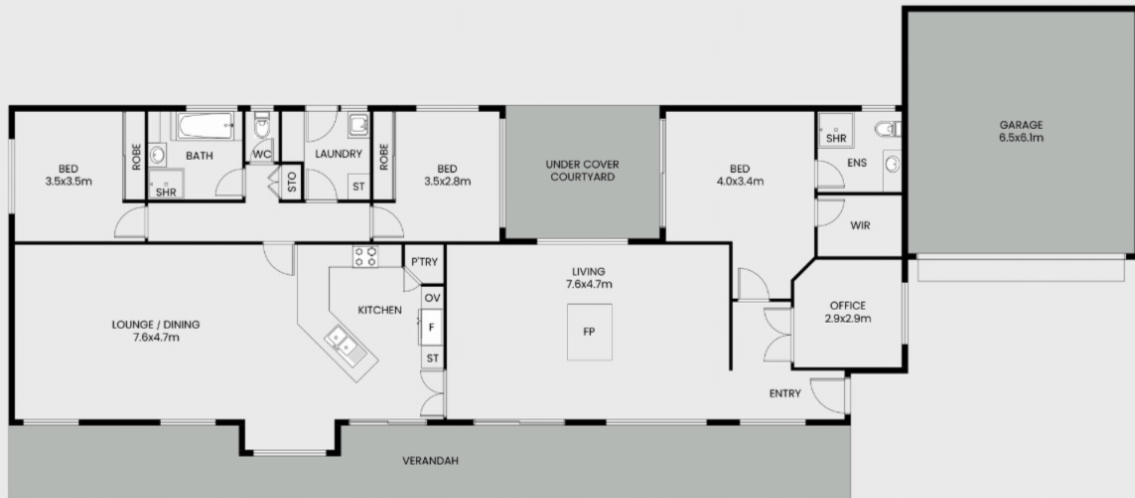 GARAGE
6.5x6.1m
BED
3.5x3.5m
ROBE
BATH
SHR
WC
STO
LAUNDRY
ST
ROBE
BED
3.5x2.8m
UNDER COVER
COURTYARD
BED
4.0x3.4m
SHR
ENS
WIR
LOUNGE / DINING
7.6x4.7m
KITCHEN
P'TRY
OV
F
ST
LIVING
7.6x4.7m
FP
OFFICE
2.9x2.9m
ENTRY
VERANDAH